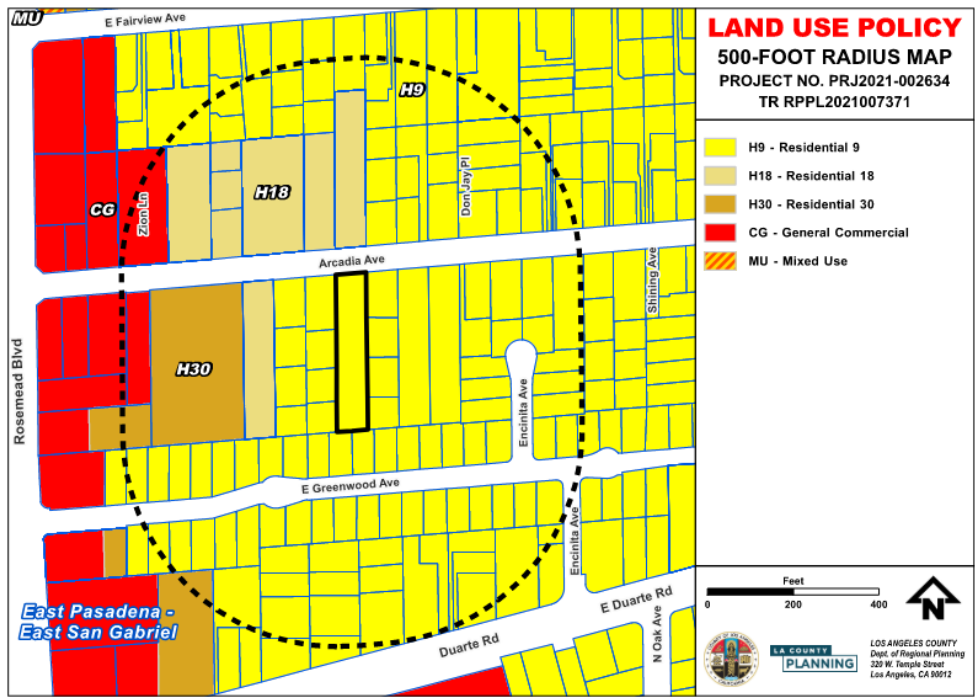 MU
E Fairview Ave
H9
H18
CG
Zion Ln
Don Jay Pl
Arcadia Ave
Shining Ave
Rosemead Blvd
H30
Encinita Ave
E Greenwood Ave
Encinita Ave
East Pasadena -
East San Gabriel
E Duarte Rd
Duarte Rd
N Oak Ave
LAND USE POLICY
500-FOOT RADIUS MAP
PROJECT NO. PRJ2021-002634
TR RPPL2021007371
H9 - Residential 9
H18 - Residential 18
H30 - Residential 30
CG - General Commercial
MU - Mixed Use
Feet
0 200 400
N
LA COUNTY
PLANNING
LOS ANGELES COUNTY
Dept. of Regional Planning
320 W. Temple Street
Los Angeles, CA 90012